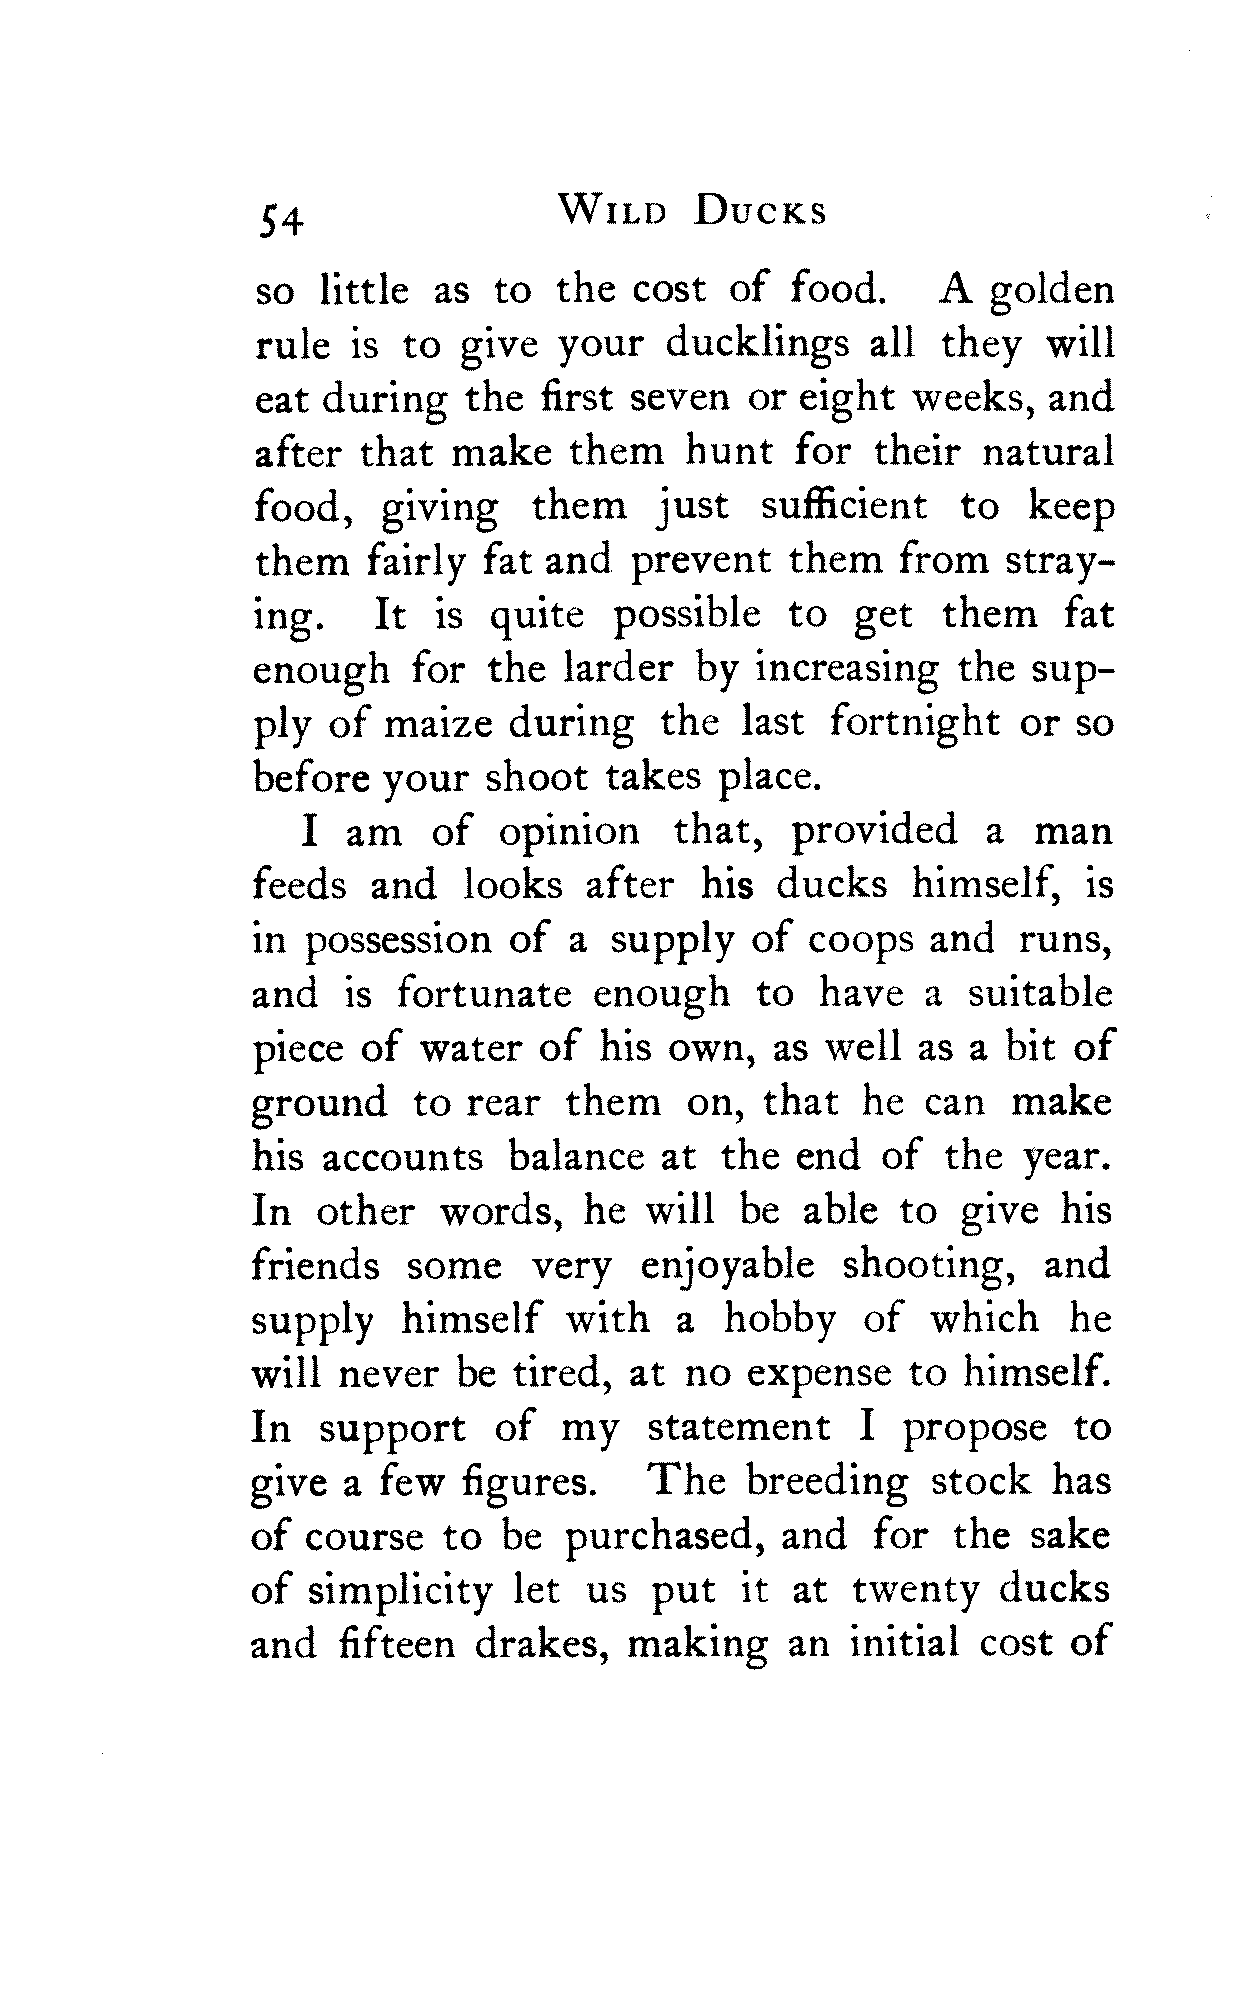 54 Wild Ducks
so little as to the cost of food. A golden
rule is to give your ducklings all they will
eat during the first seven or eight weeks, and
after that make them hunt for their natural
food, giving them just sufficient to keep
them fairly fat and prevent them from stray-
ing. It is quite possible to get them fat
enough for the larder by increasing the sup-
ply of maize during the last fortnight or so
before your shoot takes place.
I am of opinion that, provided a man
feeds and looks after his ducks himself, is
in possession of a supply of coops and runs,
and is fortunate enough to have a suitable
piece of water of his own, as well as a bit of
ground to rear them on, that he can make
his accounts balance at the end of the year.
In other words, he will be able to give his
friends some very enjoyable shooting, and
supply himself with a hobby of which he
will never be tired, at no expense to himself.
In support of my statement I propose to
give a few figures. The breeding stock has
of course to be purchased, and for the sake
of simplicity let us put it at twenty ducks
and fifteen drakes, making an initial cost of